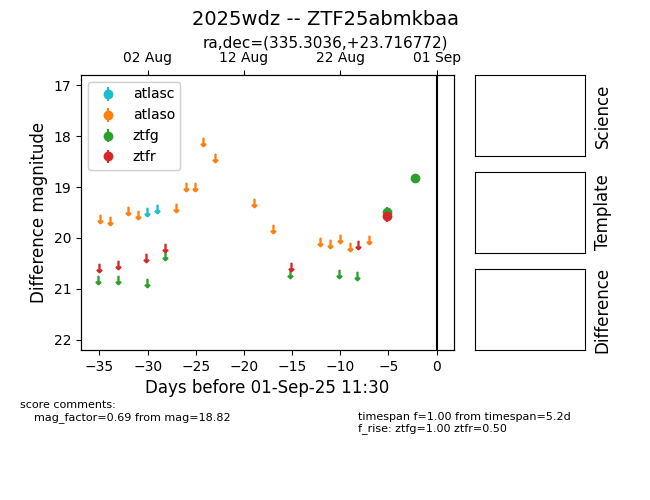 2025wdz -- ZTF25abmkbaa
ra,dec=(335.3036,+23.716772)
02 Aug 12 Aug 22 Aug 01 Sep
atlasc
atlaso
ztfg
ztfr
17
18
19
20
21
22
Difference magnitude
−35 −30 −25 −20 −15 −10 −5 0
Days before 01-Sep-25 11:30
Science
Template
Difference
score comments:
mag_factor=0.69 from mag=18.82
timespan f=1.00 from timespan=5.2d
f_rise: ztfg=1.00 ztfr=0.50